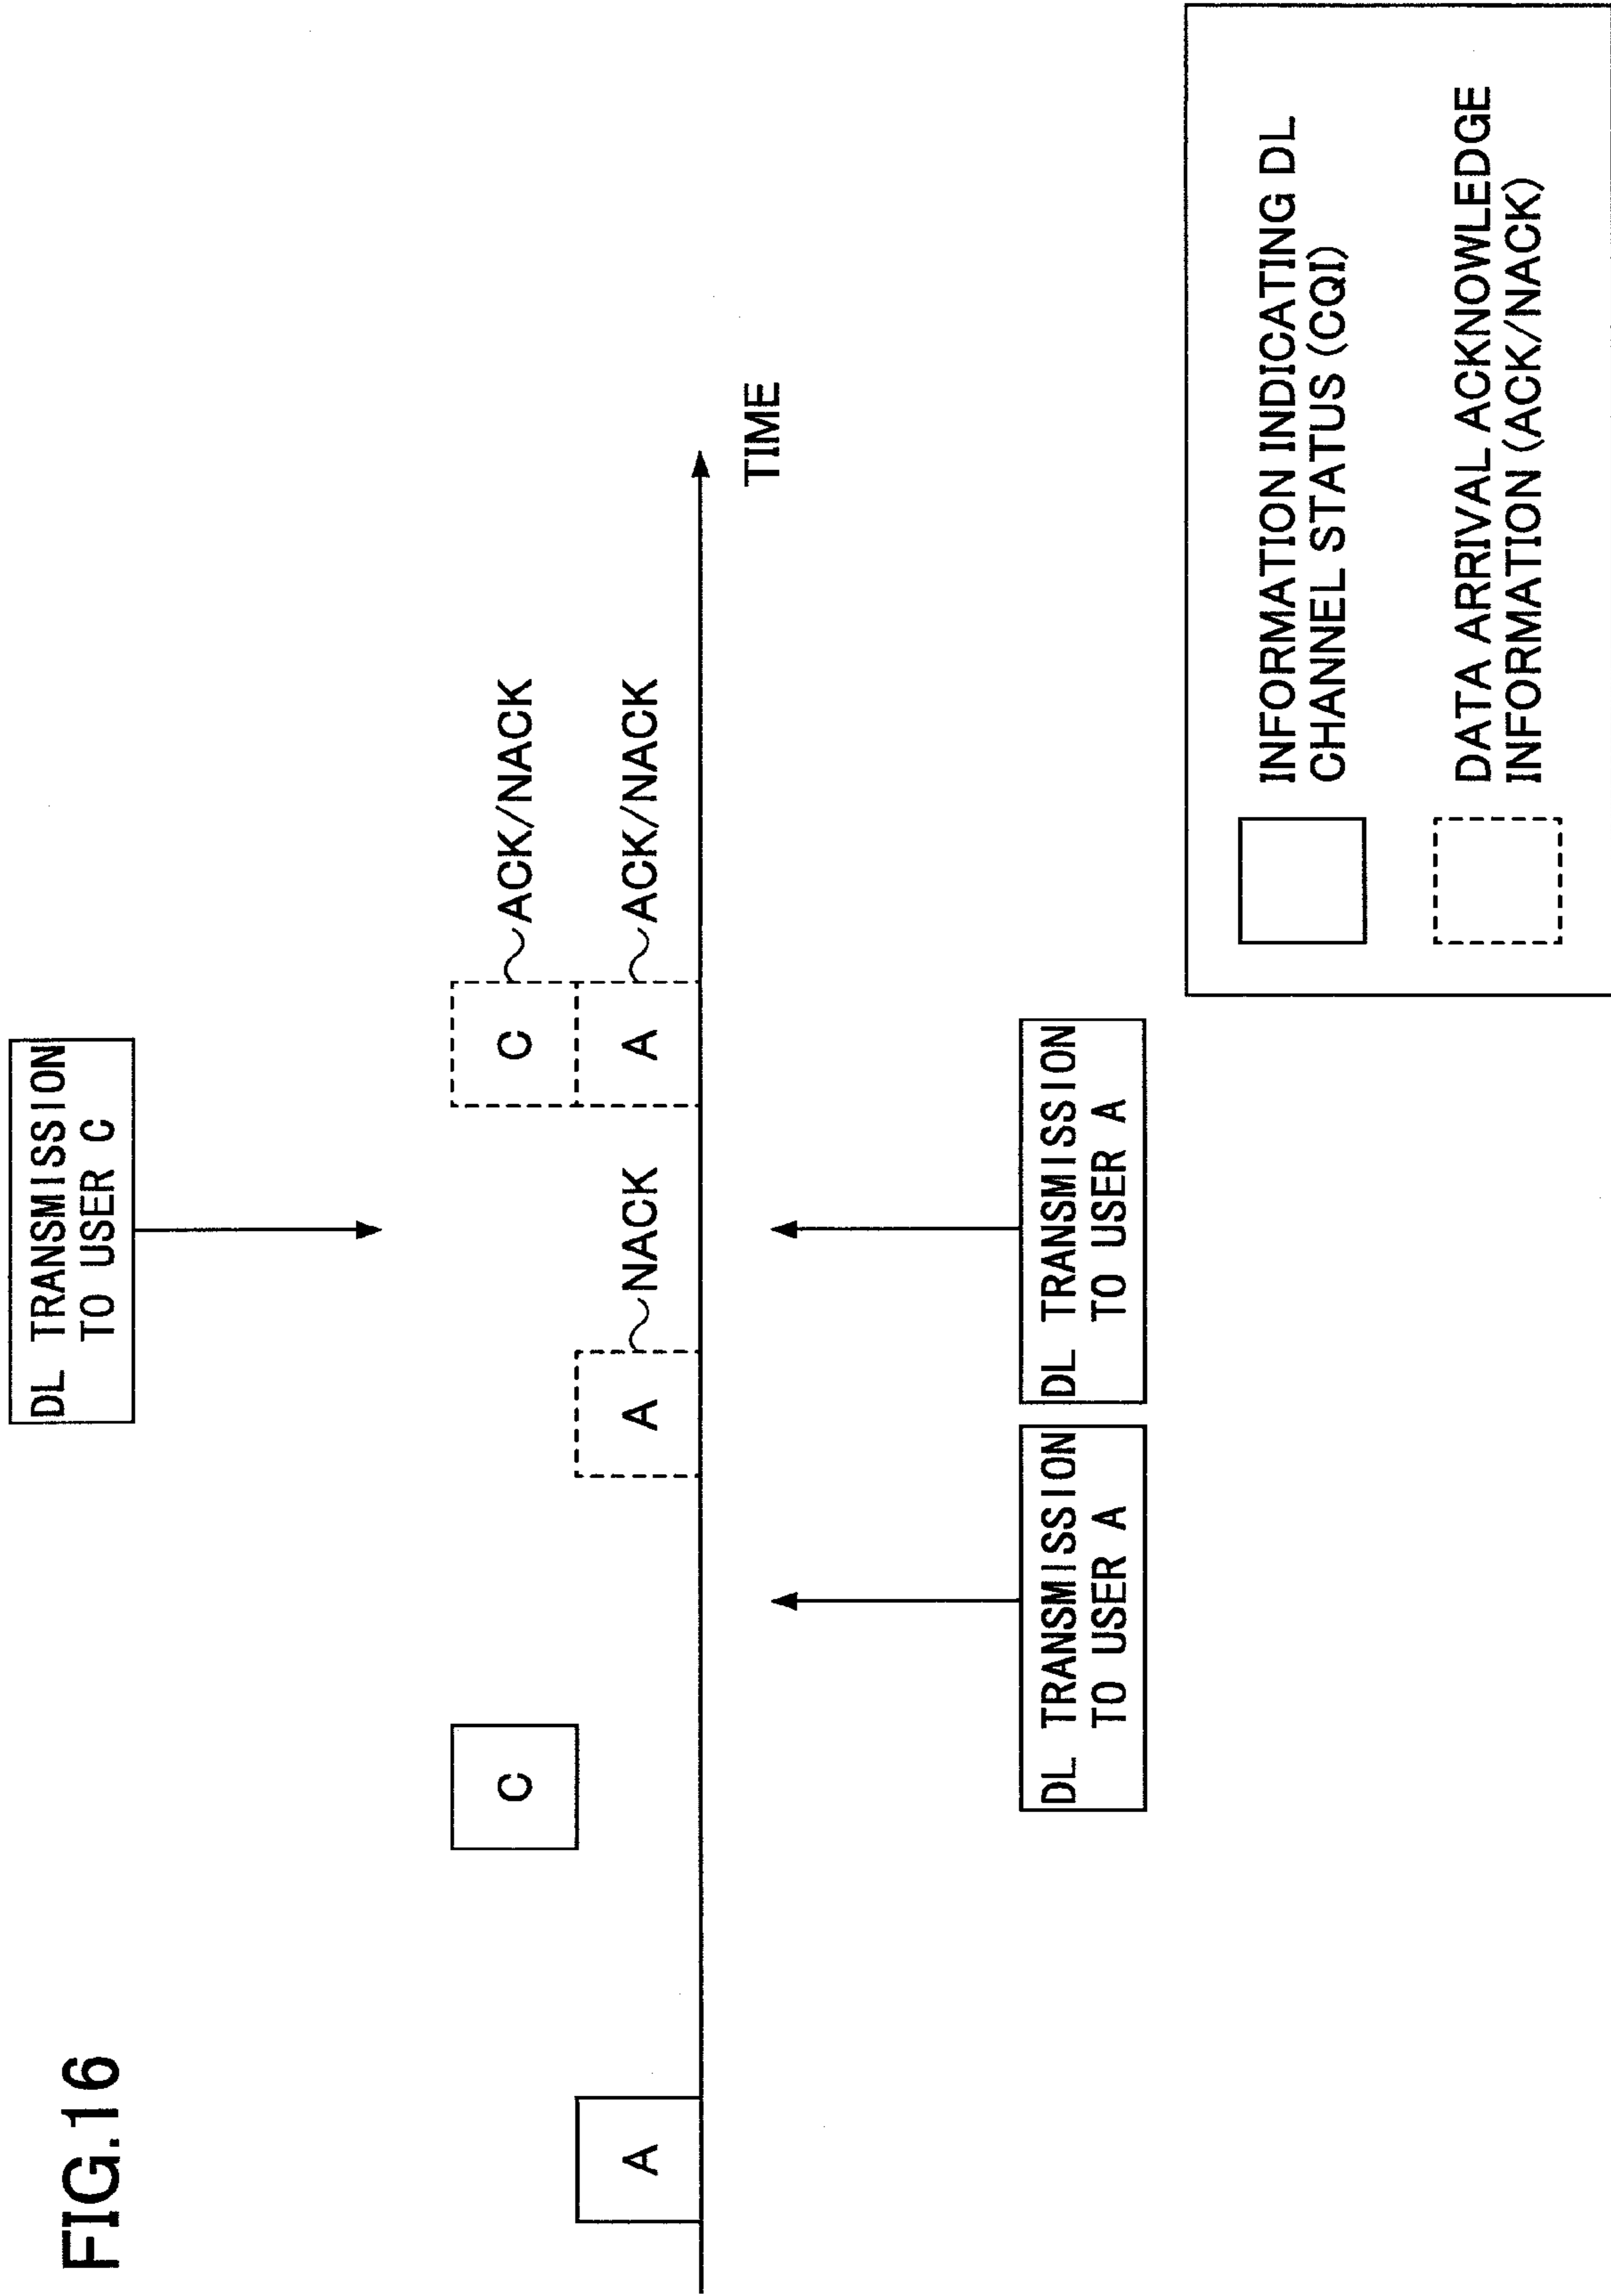 FIG.16
DL TRANSMISSION
TO USER C
C
C
ACK/NACK
A
A
NACK
A
ACK/NACK
TIME
DL TRANSMISSION
TO USER A
DL TRANSMISSION
TO USER A
INFORMATION INDICATING DL
CHANNEL STATUS (CQI)
DATA ARRIVAL ACKNOWLEDGE
INFORMATION (ACK/NACK)